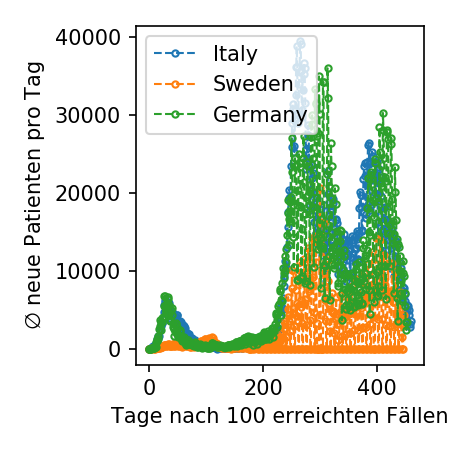 40000
30000
20000
10000
0
∅ neue Patienten pro Tag
Italy
Sweden
Germany
0
200
400
Tage nach 100 erreichten Fällen